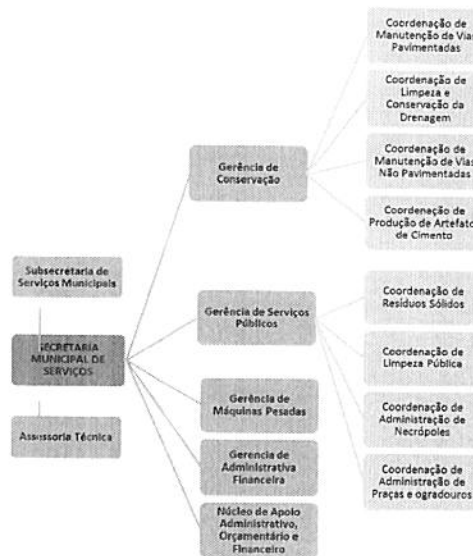 Coordenação de
Manutenção de Vias
Pavimentadas
Coordenação de
Limpeza e
Conservação da
Drenagem
Gerência de
Conservação
Coordenação de
Manutenção de Vias
Não Pavimentadas
Coordenação de
Produção de Artefato
de Cimento
Subsecretaria de
Serviços Municipais
SECRETARIA
MUNICIPAL DE
SERVIÇOS
Assessoria Técnica
Gerência de Serviços
Públicos
Coordenação de
Resíduos Sólidos
Coordenação de
Limpeza Pública
Gerência de
Máquinas Pesadas
Coordenação de
Administração de
Necrópoles
Gerencia de
Administrativa
Financeira
Coordenação de
Administração de
Praças e ogradouros
Núcleo de Apoio
Administrativo,
Orçamentário e
Financeiro